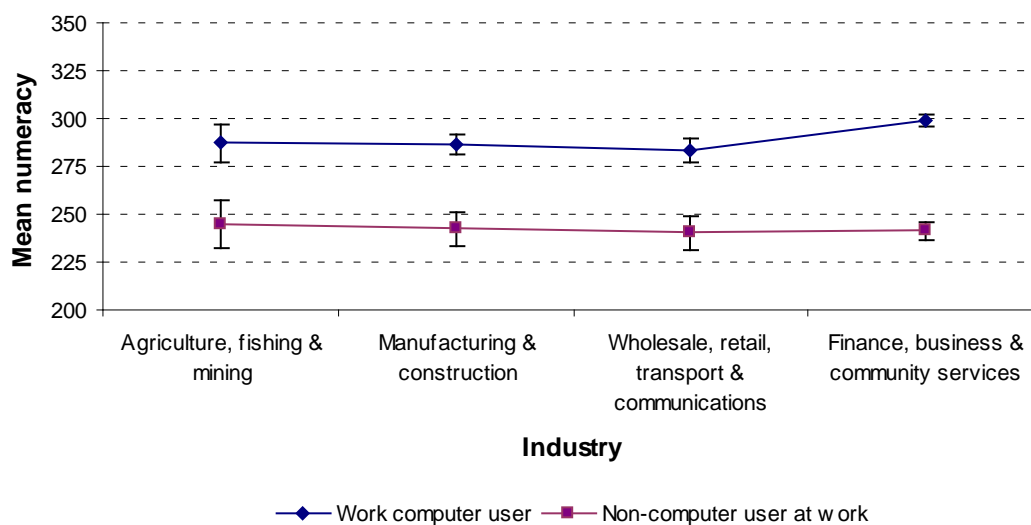 350
325
300
275
250
225
200
Mean numeracy
Agriculture, fishing &
mining
Manufacturing &
construction
Wholesale, retail,
transport &
communications
Finance, business &
community services
Industry
Work computer user
Non-computer user at work